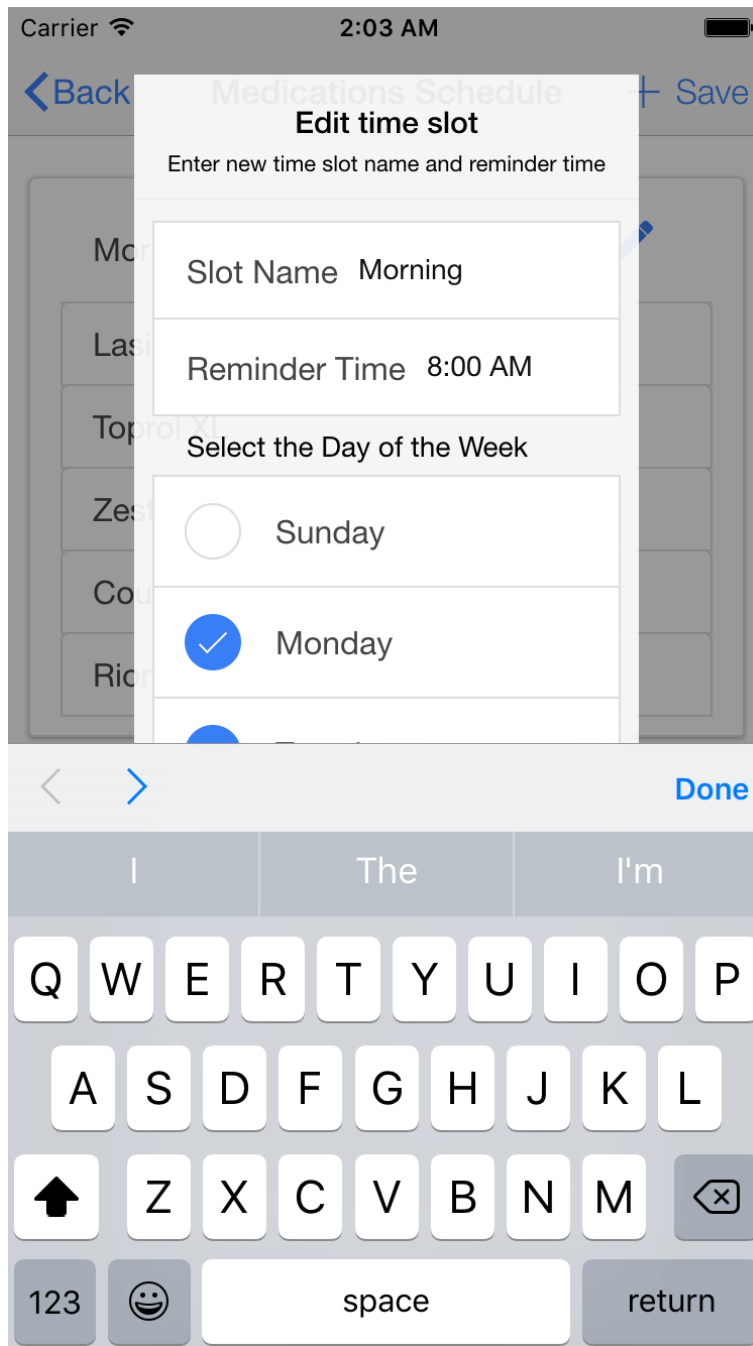 Carrier 2:03 AM
Back Medications Schedule + Save
Edit time slot
Enter new time slot name and reminder time
Slot Name Morning
Reminder Time 8:00 AM
Toprol XL
Select the Day of the Week
Sunday
Monday
Done
I The I'm
Q W E R T Y U I O P
A S D F G H J K L
Z X C V B N M
123 space return